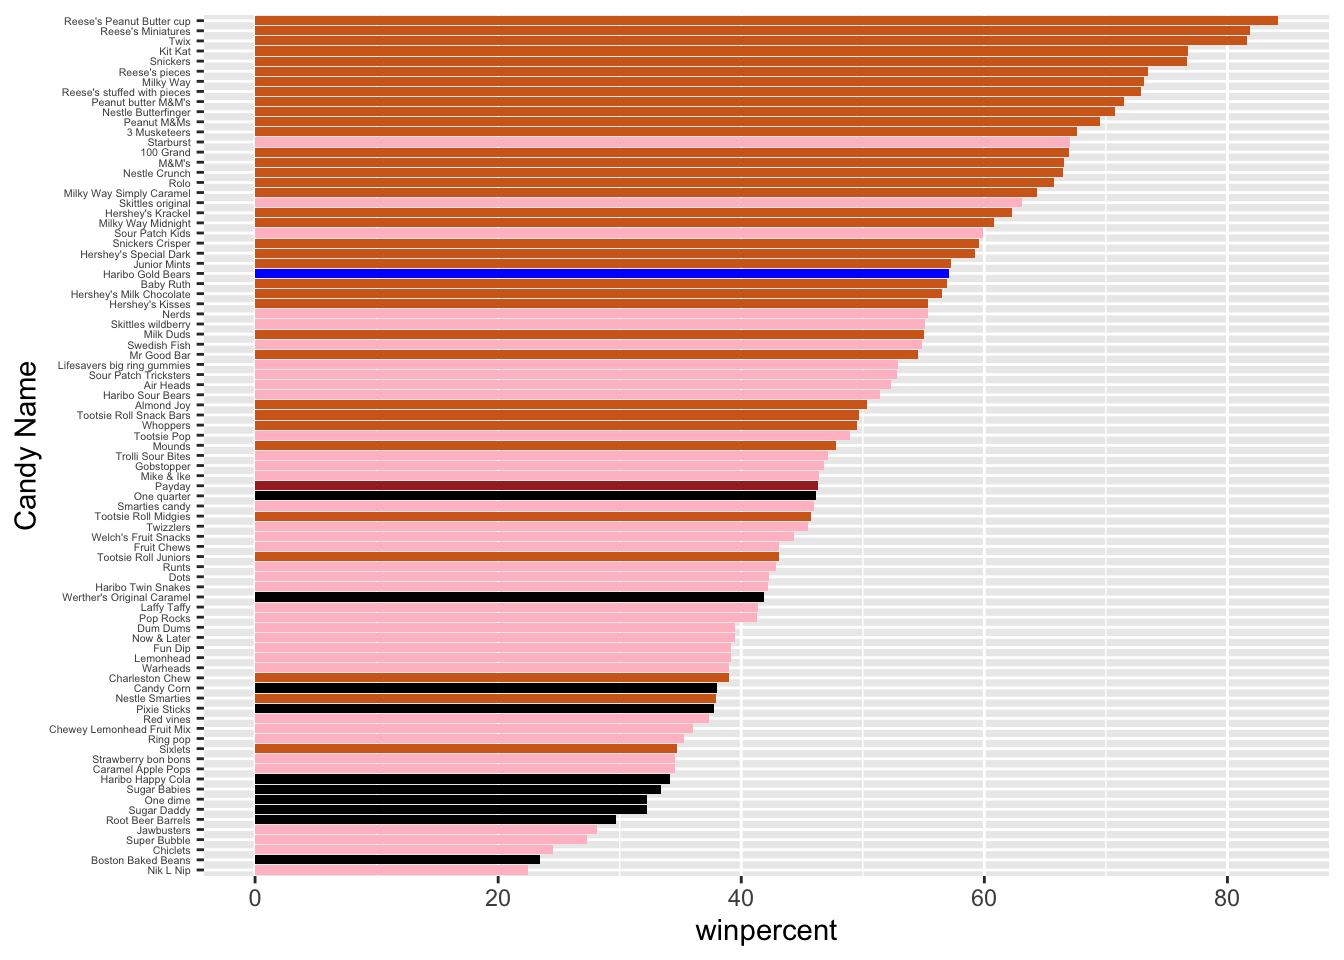 Candy Name
Reese's Peanut Butter cup
Reese's Miniatures
Twix
Kit Kat
Snickers
Reese's pieces
Milky Way
Reese's stuffed with pieces
Peanut butter M&M's
Nestle Butterfinger
Peanut M&Ms
3 Musketeers
Starburst
100 Grand
M&M's
Nestle Crunch
Rolo
Milky Way Simply Caramel
Skittles original
Hershey's Krackel
Milky Way Midnight
Sour Patch Kids
Snickers Crisper
Hershey's Special Dark
Junior Mints
Haribo Gold Bears
Baby Ruth
Hershey's Milk Chocolate
Hershey's Kisses
Nerds
Skittles wildberry
Milk Duds
Swedish Fish
Mr Good Bar
Lifesavers big ring gummies
Sour Patch Tricksters
Air Heads
Haribo Sour Bears
Almond Joy
Tootsie Roll Snack Bars
Whoppers
Tootsie Pop
Mounds
Trolli Sour Bites
Gobstopper
Mike & Ike
Payday
One quarter
Smarties candy
Tootsie Roll Midgies
Twizzlers
Welch's Fruit Snacks
Fruit Chews
Tootsie Roll Juniors
Runts
Dots
Haribo Twin Snakes
Werther's Original Caramel
Laffy Taffy
Pop Rocks
Dum Dums
Now & Later
Fun Dip
Lemonhead
Warheads
Charleston Chew
Candy Corn
Nestle Smarties
Pixie Sticks
Red vines
Chewey Lemonhead Fruit Mix
Ring pop
Sixlets
Strawberry bon bons
Caramel Apple Pops
Haribo Happy Cola
Sugar Babies
One dime
Sugar Daddy
Root Beer Barrels
Jawbusters
Super Bubble
Chiclets
Boston Baked Beans
Nik L Nip
0 20 40 60 80
winpercent